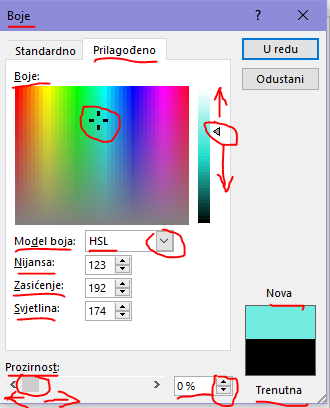 Boje
Standardno Prilagođeno
U redu
Odustani
Boje:
Model boja: HSL
Nijansa: 123
Zasićenje: 192
Svjetlina: 174
Nova
Prozirnost:
0 %
Trenutna